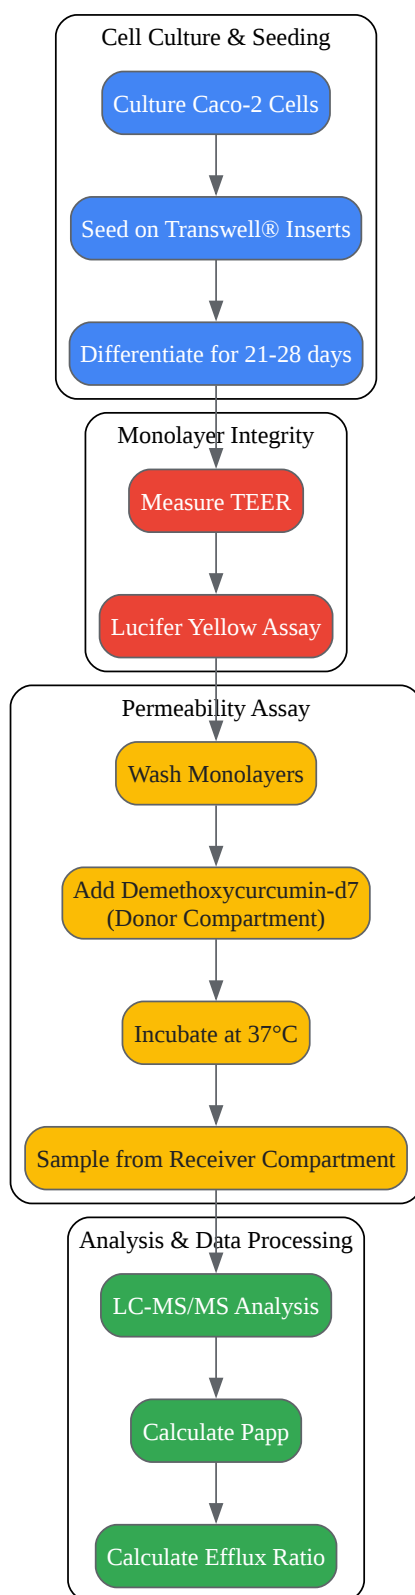 Cell Culture & Seeding
Culture Caco-2 Cells
Seed on Transwell® Inserts
Differentiate for 21-28 days
Monolayer Integrity
Measure TEER
Lucifer Yellow Assay
Permeability Assay
Wash Monolayers
Add Demethoxycurcumin-d7
(Donor Compartment)
Incubate at 37°C
Sample from Receiver Compartment
Analysis & Data Processing
LC-MS/MS Analysis
Calculate Papp
Calculate Efflux Ratio